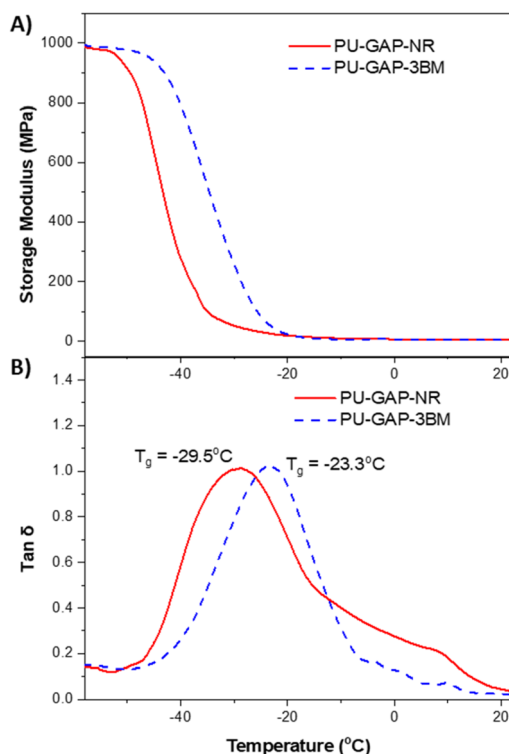 A)
PU-GAP-NR
PU-GAP-3BM
1000
800
600
400
200
0
Storage Modulus (MPa)
-40
-20
0
20
B)
PU-GAP-NR
PU-GAP-3BM
Tg = -29.5°C
Tg = -23.3°C
1.4
1.2
1.0
0.8
0.6
0.4
0.2
0.0
Tan δ
-40
-20
0
20
Temperature (°C)